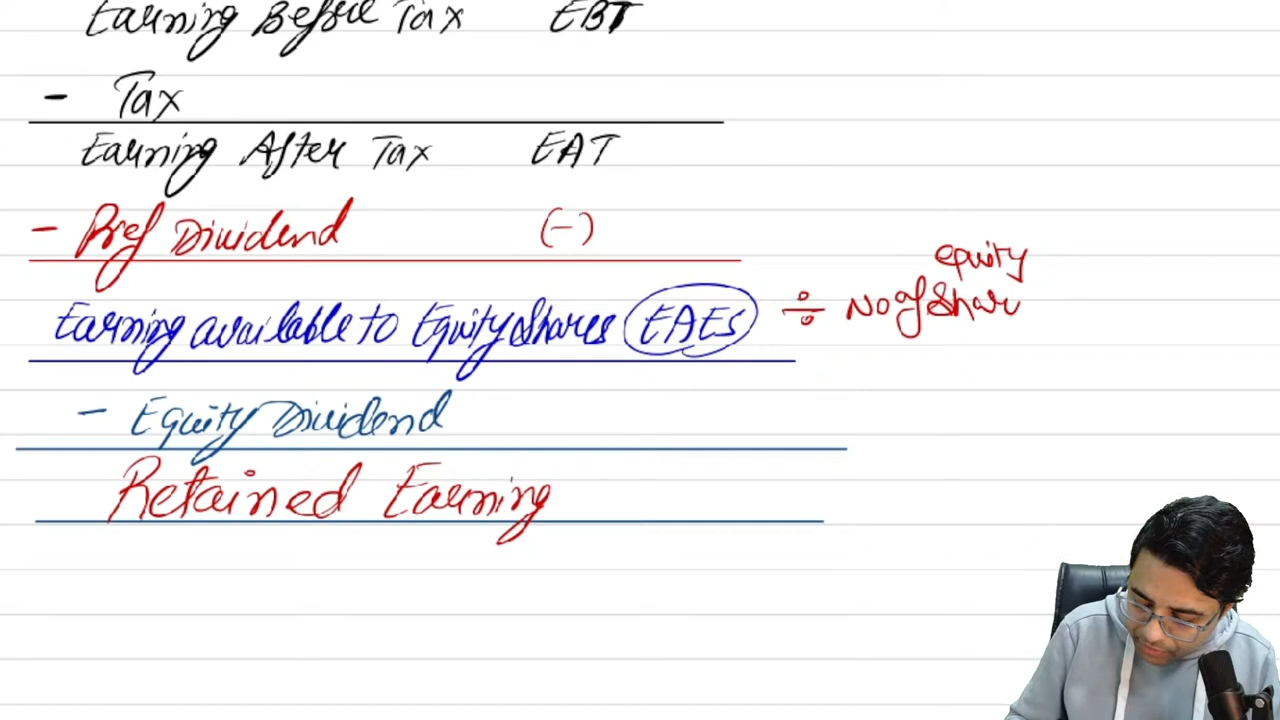 Earning Before Tax EBT
- Tax
Earning After Tax EAT
- Pref Dividend (-)
equity
Earning available to Equity Shares EAES ÷ No of Shar
- Equity Dividend
Retained Earning